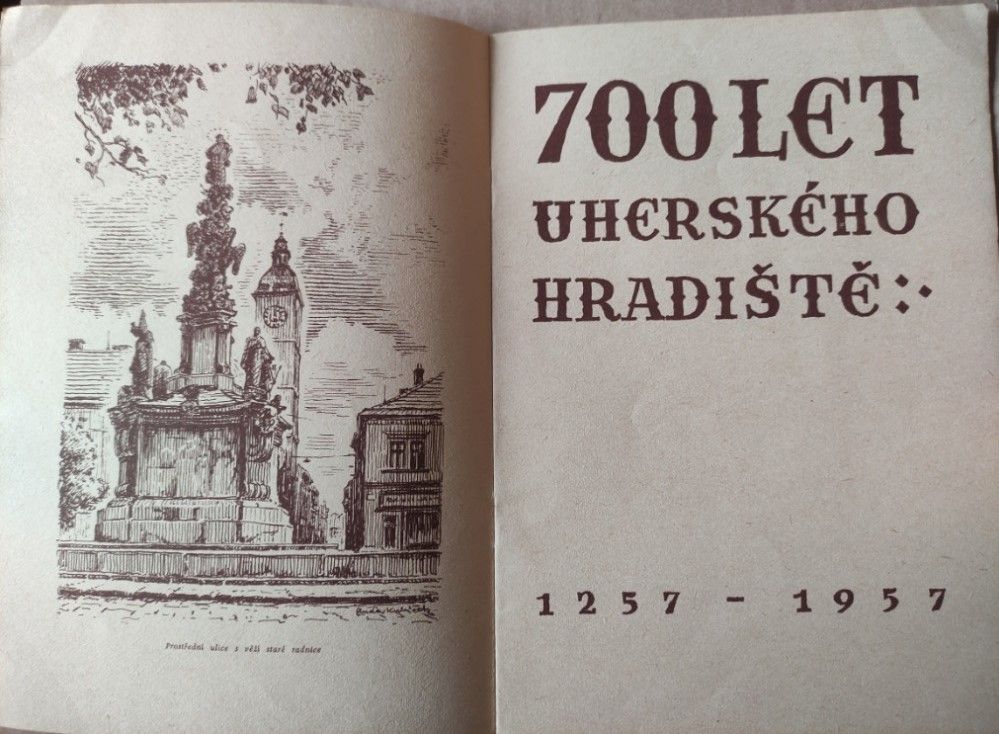 Prostřední ulice s věží staré radnice
700 LET
UHERSKÉHO
HRADIŠTĚ
1257 - 1957